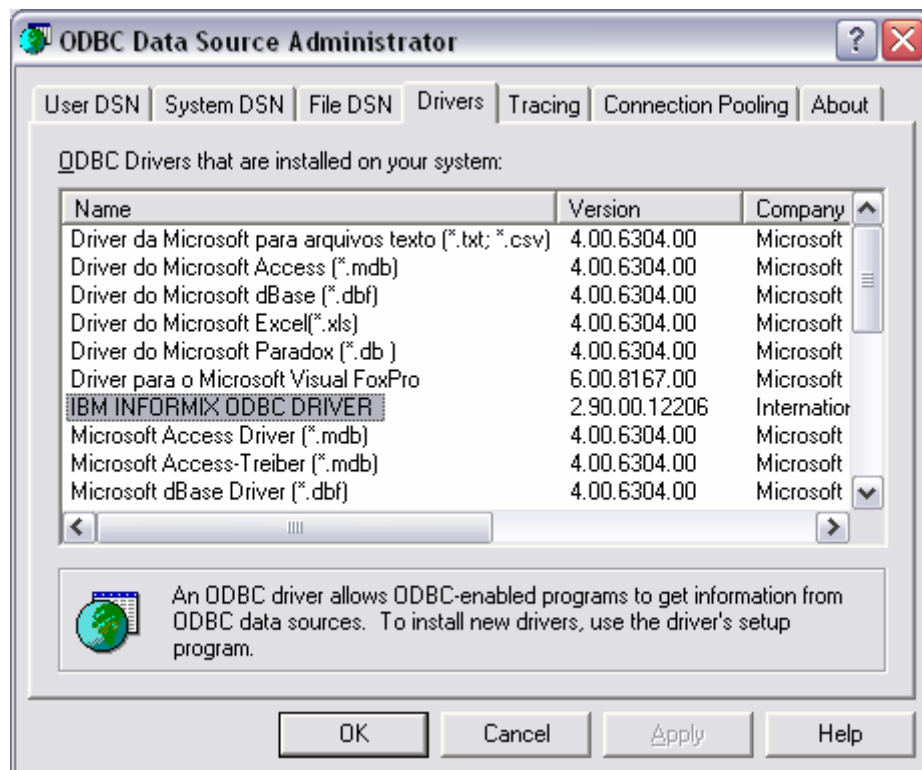 ODBC Data Source Administrator
User DSN System DSN File DSN Drivers Tracing Connection Pooling About
ODBC Drivers that are installed on your system:
Name Version Company
Driver da Microsoft para arquivos texto (*.txt; *.csv) 4.00.6304.00 Microsoft
Driver do Microsoft Access (*.mdb) 4.00.6304.00 Microsoft
Driver do Microsoft dBase (*.dbf) 4.00.6304.00 Microsoft
Driver do Microsoft Excel(*.xls) 4.00.6304.00 Microsoft
Driver do Microsoft Paradox (*.db ) 4.00.6304.00 Microsoft
Driver para o Microsoft Visual FoxPro 6.00.8167.00 Microsoft
IBM INFORMIX ODBC DRIVER 2.90.00.12206 Internation
Microsoft Access Driver (*.mdb) 4.00.6304.00 Microsoft
Microsoft Access-Treiber (*.mdb) 4.00.6304.00 Microsoft
Microsoft dBase Driver (*.dbf) 4.00.6304.00 Microsoft
An ODBC driver allows ODBC-enabled programs to get information from
ODBC data sources. To install new drivers, use the driver's setup
program.
OK Cancel Apply Help